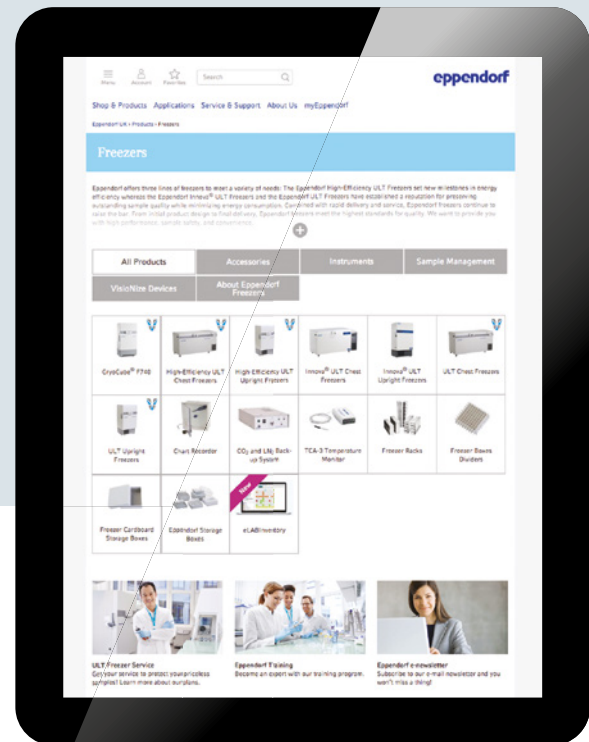 eppendorf
Menu Account Favorites Search
Shop & Products Applications Service & Support About Us myEppendorf
Eppendorf UK › Products › Freezers
Freezers
Eppendorf offers three lines of freezers to meet a variety of needs: The Eppendorf High-Efficiency ULT Freezers set new milestones in energy
efficiency whereas the Eppendorf Innova® ULT Freezers and the Eppendorf ULT Freezers have established a reputation for preserving
outstanding sample quality while minimizing energy consumption. Combined with rapid delivery and service, Eppendorf freezers continue to
raise the bar. From initial product design to final delivery, Eppendorf freezers meet the highest standards for quality. We want to provide you
with high performance, sample safety, and convenience.
All Products Accessories Instruments Sample Management
VisioNize Devices About Eppendorf
Freezers
CryoCube® F740 High-Efficiency ULT High-Efficiency ULT Innova® ULT Chest Innova® ULT ULT Chest Freezers
Chest Freezers Upright Freezers Freezers Upright Freezers
ULT Upright Chart Recorder CO₂ and LN₂ Back- TCA-3 Temperature Freezer Racks Freezer Boxes
Freezers up System Monitor Dividers
New
Freezer Cardboard Eppendorf Storage eLABInventory
Storage Boxes Boxes
ULT Freezer Service Eppendorf Training Eppendorf e-newsletter
Get your service to protect your priceless Become an expert with our training program. Subscribe to our e-mail newsletter and you
samples! Learn more about our plans. won't miss a thing!